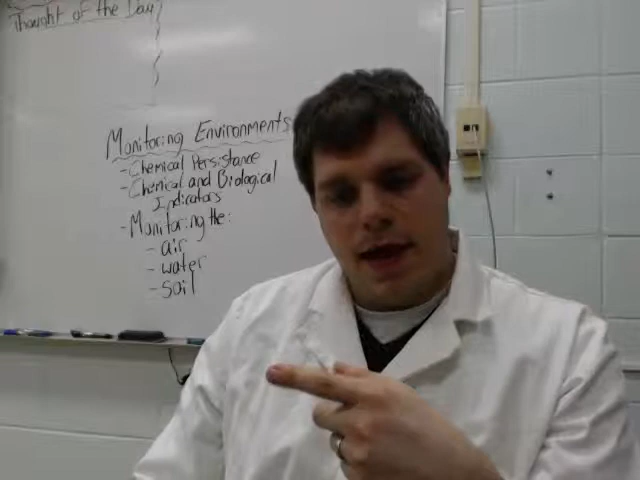 Thought of the Day
Monitoring Environments
- Chemical Persistance
- Chemical and Biological
Indicators
- Monitoring the:
- air
- water
- soil